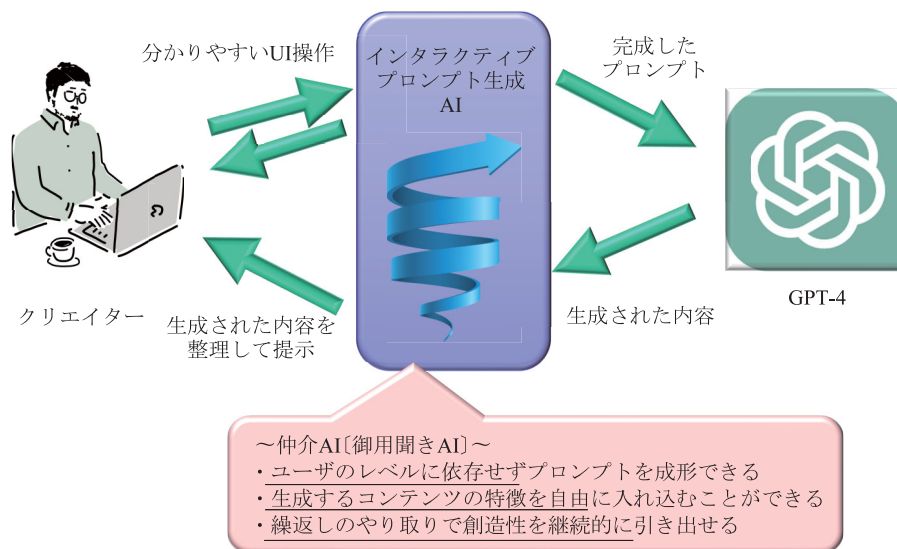 分かりやすいUI操作
インタラクティブ
プロンプト生成
AI
完成した
プロンプト
クリエイター
生成された内容を
整理して提示
生成された内容
GPT-4
～仲介AI〔御用聞きAI〕～
・ユーザのレベルに依存せずプロンプトを成形できる
・生成するコンテンツの特徴を自由に入れ込むことができる
・繰返しのやり取りで創造性を継続的に引き出せる